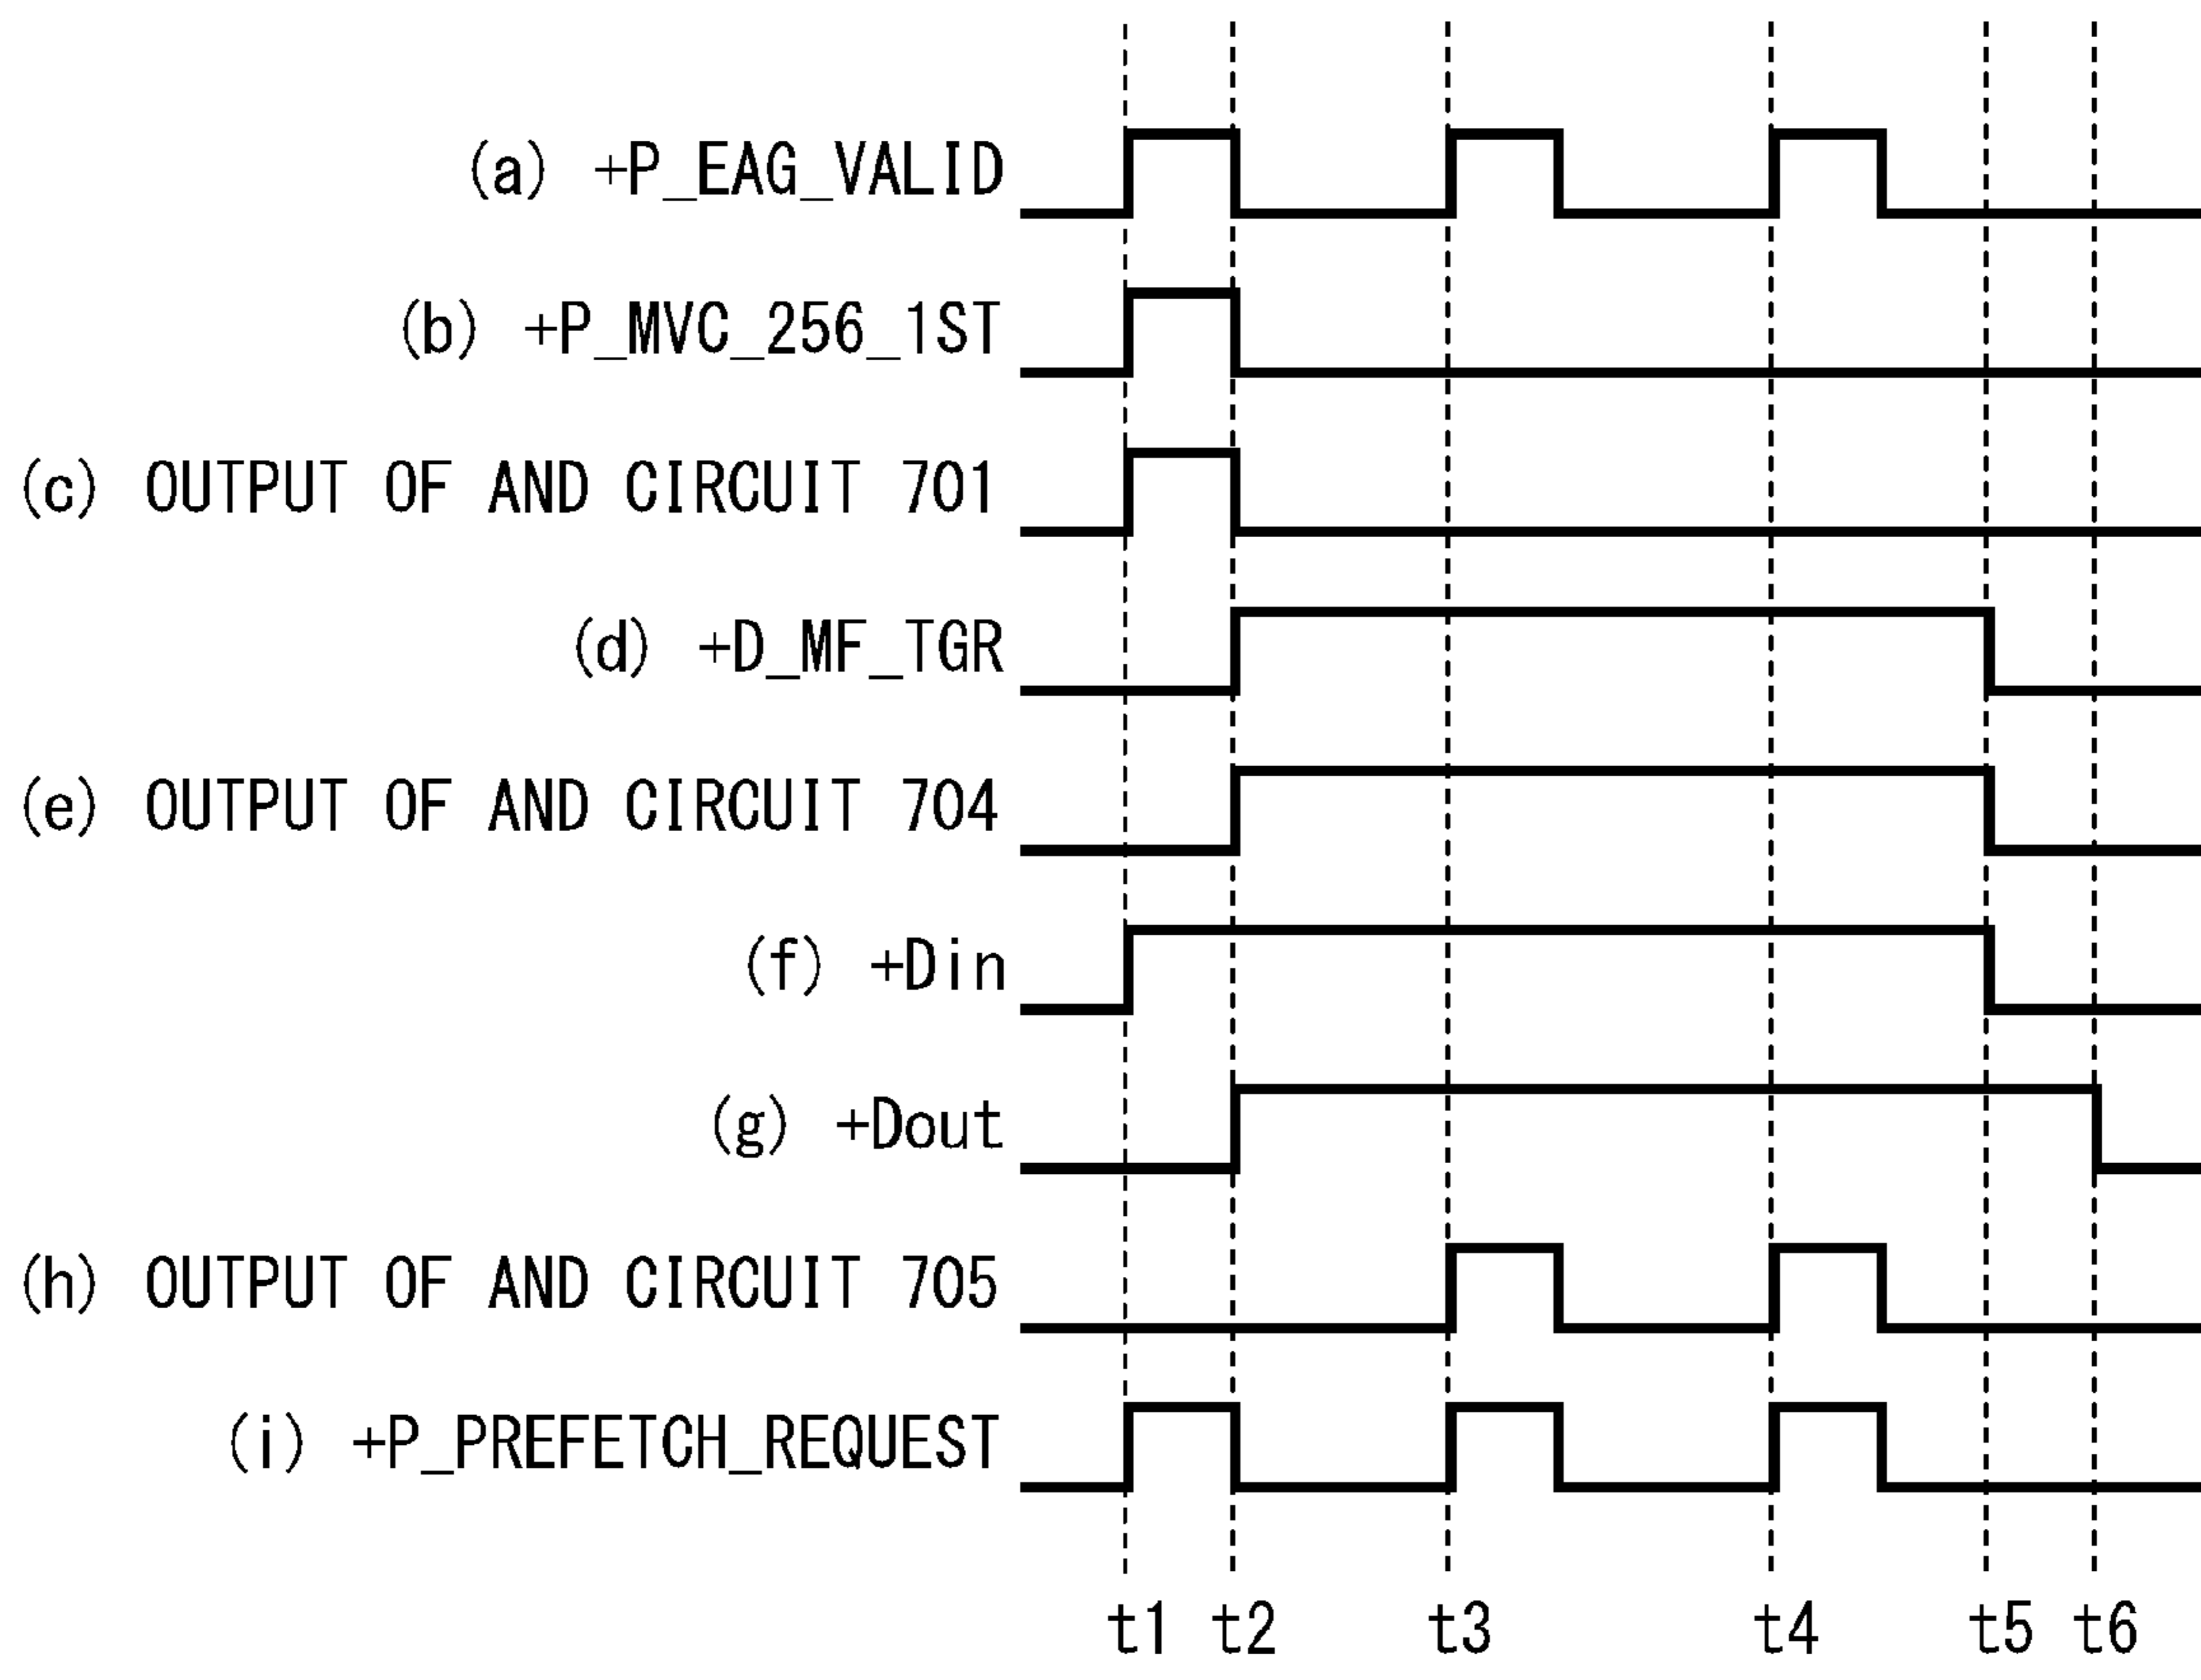 (a) +P_EAG_VALID
(b) +P_MVC_256_1ST
(c) OUTPUT OF AND CIRCUIT 701
(d) +D_MF_TGR
(e) OUTPUT OF AND CIRCUIT 704
(f) +Din
(g) +Dout
(h) OUTPUT OF AND CIRCUIT 705
(i) +P_PREFETCH_REQUEST
t1 t2 t3 t4 t5 t6